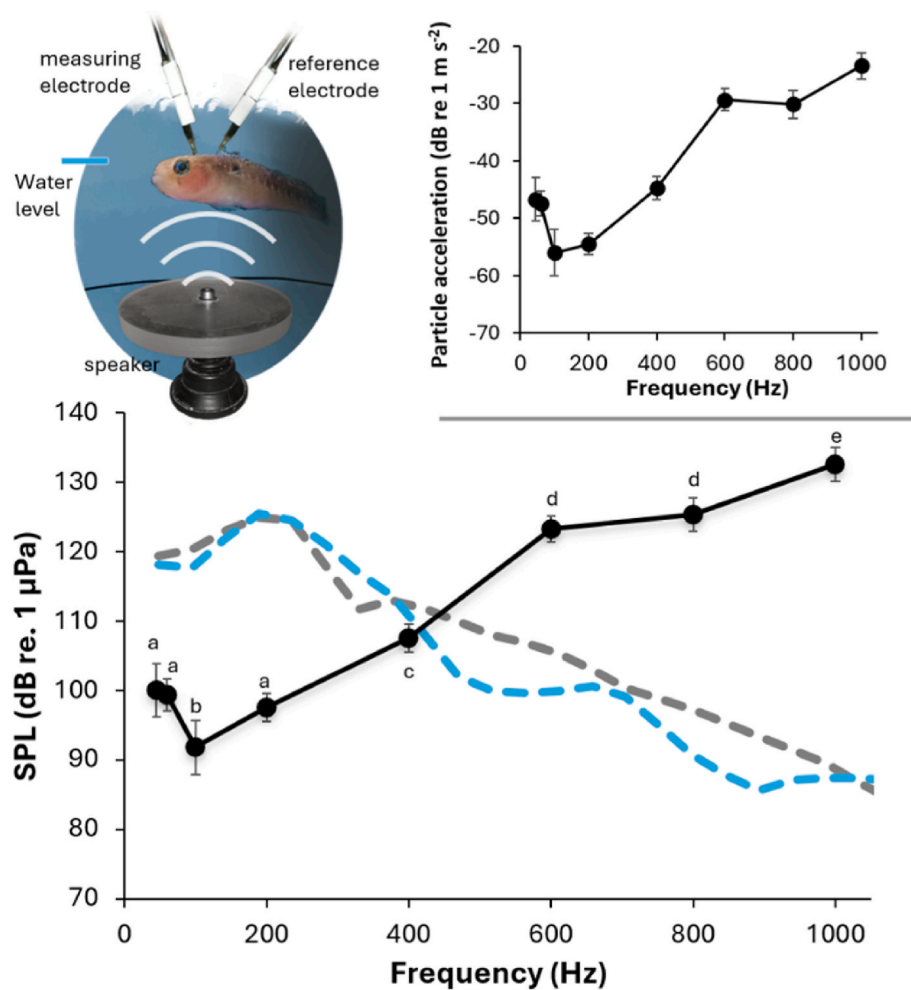 measuring
electrode
reference
electrode
Water
level
speaker
Particle acceleration (dB re 1 m s⁻²)
-20
-30
-40
-50
-60
-70
0 200 400 600 800 1000
Frequency (Hz)
SPL (dB re. 1 µPa)
140
130
120
110
100
90
80
70
a
a
b
a
c
d
d
e
0 200 400 600 800 1000
Frequency (Hz)